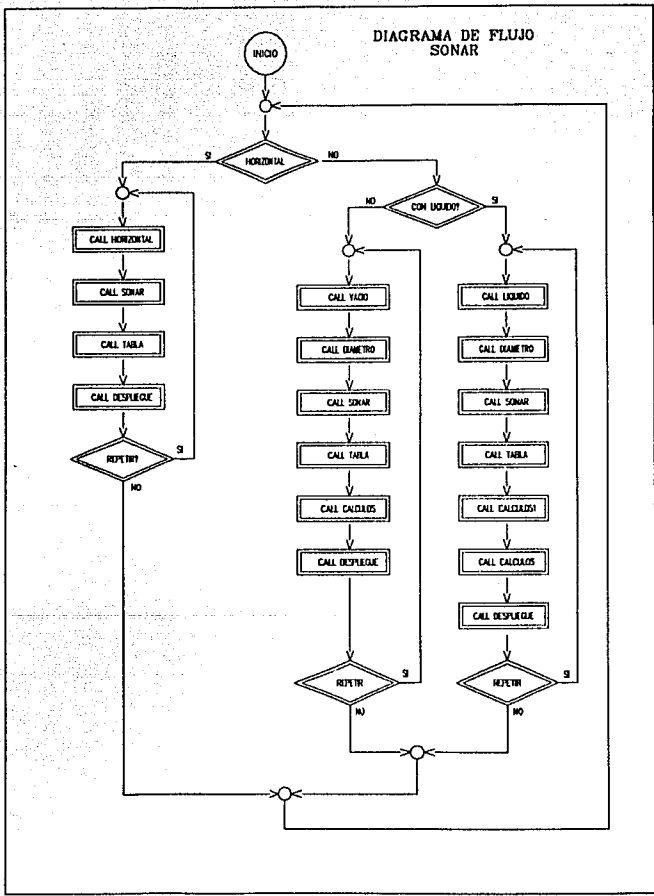 DIAGRAMA DE FLUJO
SONAR
INICIO
HORIZONTAL
SI
NO
CALL HORIZONTAL
CALL SONAR
CALL TABLA
CALL DESPLIEGUE
REPETIR?
SI
NO
CON LIQUIDO?
NO
SI
CALL VACIO
CALL DIAMETRO
CALL SONAR
CALL TABLA
CALL CALCULOS
CALL DESPLIEGUE
REPETIR
SI
NO
CALL LIQUIDO
CALL DIAMETRO
CALL SONAR
CALL TABLA
CALL CALCULOS1
CALL CALCULOS
CALL DESPLIEGUE
REPETIR
SI
NO